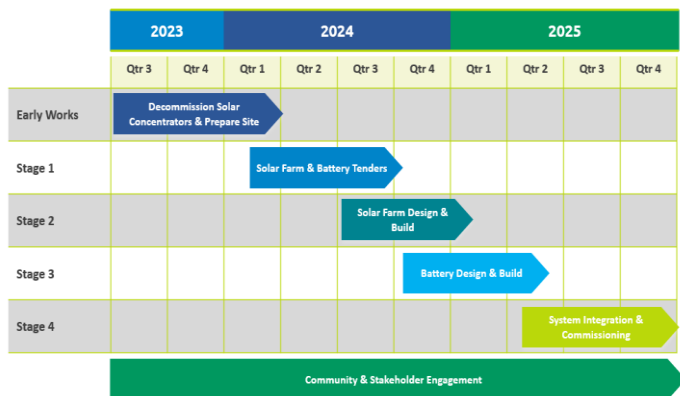 2023 2024 2025
Qtr 3 Qtr 4 Qtr 1 Qtr 2 Qtr 3 Qtr 4 Qtr 1 Qtr 2 Qtr 3 Qtr 4
Early Works
Decommission Solar
Concentrators & Prepare Site
Stage 1
Solar Farm & Battery Tenders
Stage 2
Solar Farm Design &
Build
Stage 3
Battery Design & Build
Stage 4
System Integration &
Commissioning
Community & Stakeholder Engagement